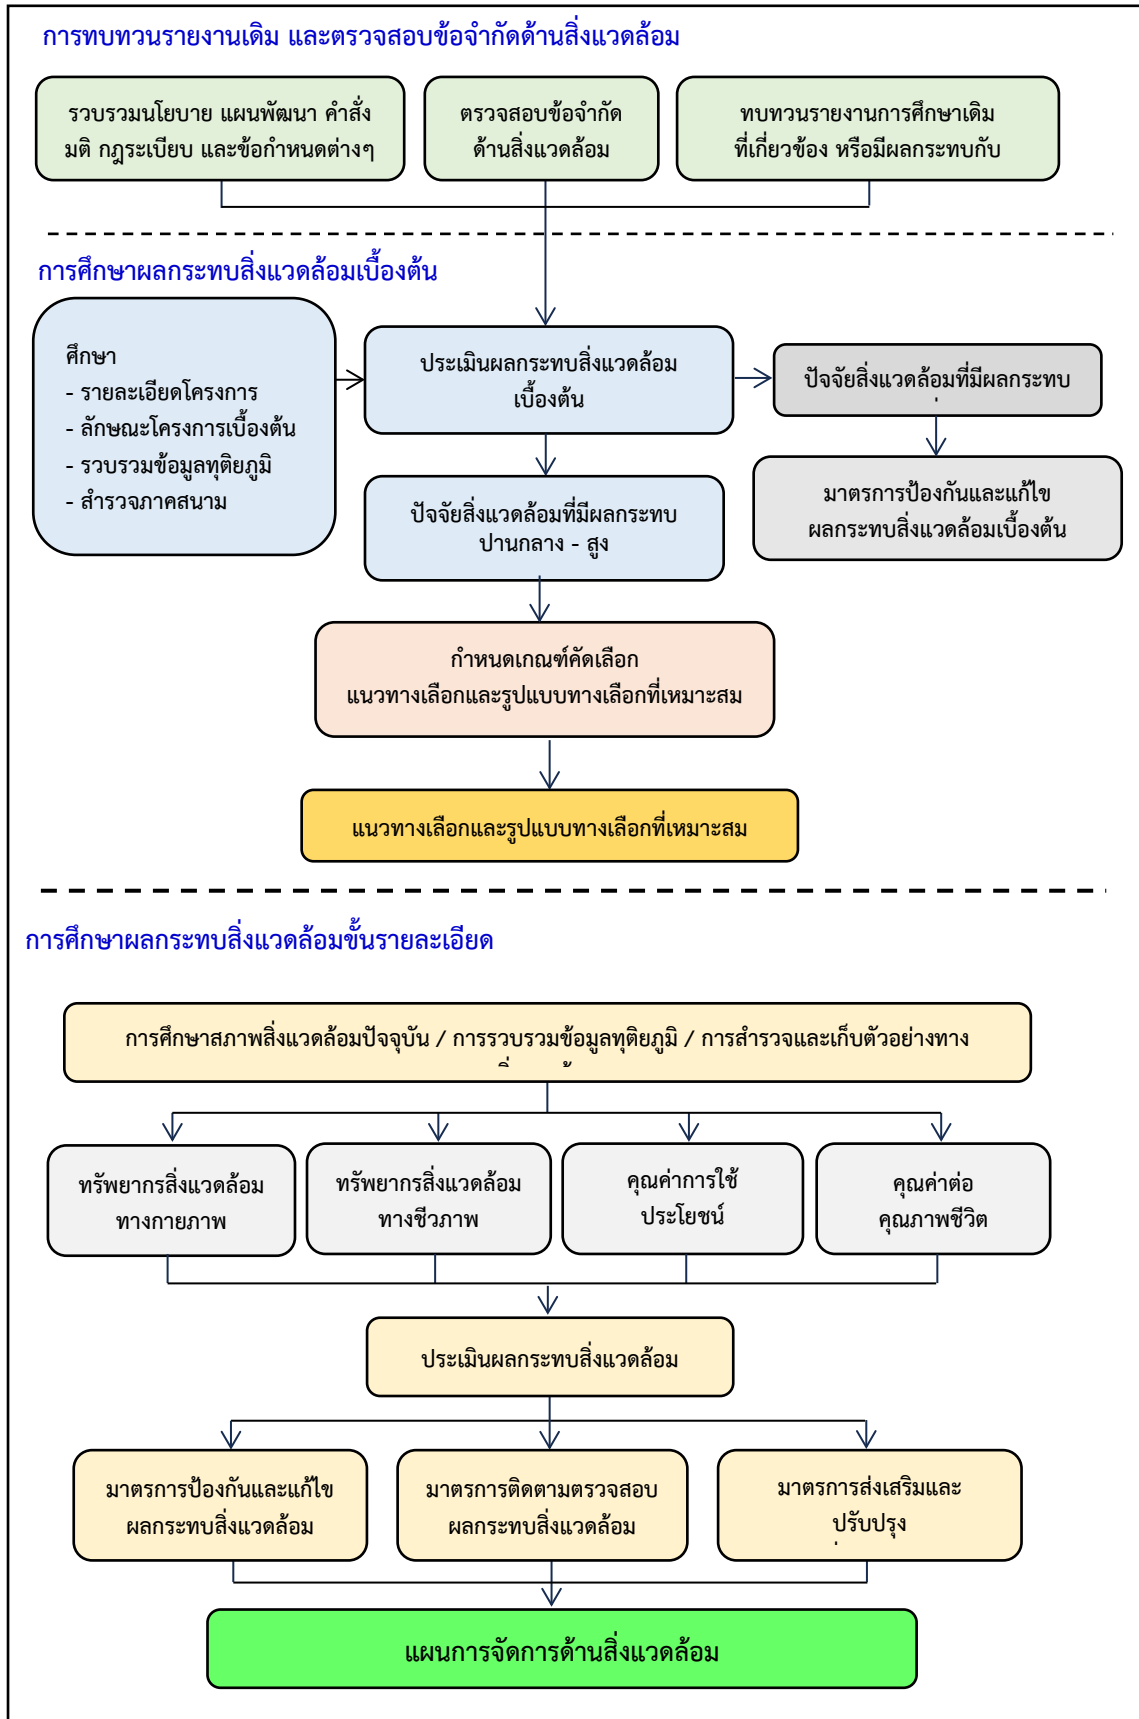 การทบทวนรายงานเดิม และตรวจสอบข้อจำกัดด้านสิ่งแวดล้อม
รวบรวมนโยบาย แผนพัฒนา คำสั่ง
มติ กฎระเบียบ และข้อกำหนดต่างๆ
ตรวจสอบข้อจำกัด
ด้านสิ่งแวดล้อม
ทบทวนรายงานการศึกษาเดิม
ที่เกี่ยวข้อง หรือมีผลกระทบกับ
การศึกษาผลกระทบสิ่งแวดล้อมเบื้องต้น
ศึกษา
- รายละเอียดโครงการ
- ลักษณะโครงการเบื้องต้น
- รวบรวมข้อมูลทุติยภูมิ
- สำรวจภาคสนาม
ประเมินผลกระทบสิ่งแวดล้อม
เบื้องต้น
ปัจจัยสิ่งแวดล้อมที่มีผลกระทบ
มาตรการป้องกันและแก้ไข
ผลกระทบสิ่งแวดล้อมเบื้องต้น
ปัจจัยสิ่งแวดล้อมที่มีผลกระทบ
ปานกลาง - สูง
กำหนดเกณฑ์คัดเลือก
แนวทางเลือกและรูปแบบทางเลือกที่เหมาะสม
แนวทางเลือกและรูปแบบทางเลือกที่เหมาะสม
การศึกษาผลกระทบสิ่งแวดล้อมขั้นรายละเอียด
การศึกษาสภาพสิ่งแวดล้อมปัจจุบัน / การรวบรวมข้อมูลทุติยภูมิ / การสำรวจและเก็บตัวอย่างทาง
ทรัพยากรสิ่งแวดล้อม
ทางกายภาพ
ทรัพยากรสิ่งแวดล้อม
ทางชีวภาพ
คุณค่าการใช้
ประโยชน์
คุณค่าต่อ
คุณภาพชีวิต
ประเมินผลกระทบสิ่งแวดล้อม
มาตรการป้องกันและแก้ไข
ผลกระทบสิ่งแวดล้อม
มาตรการติดตามตรวจสอบ
ผลกระทบสิ่งแวดล้อม
มาตรการส่งเสริมและ
ปรับปรุง
แผนการจัดการด้านสิ่งแวดล้อม